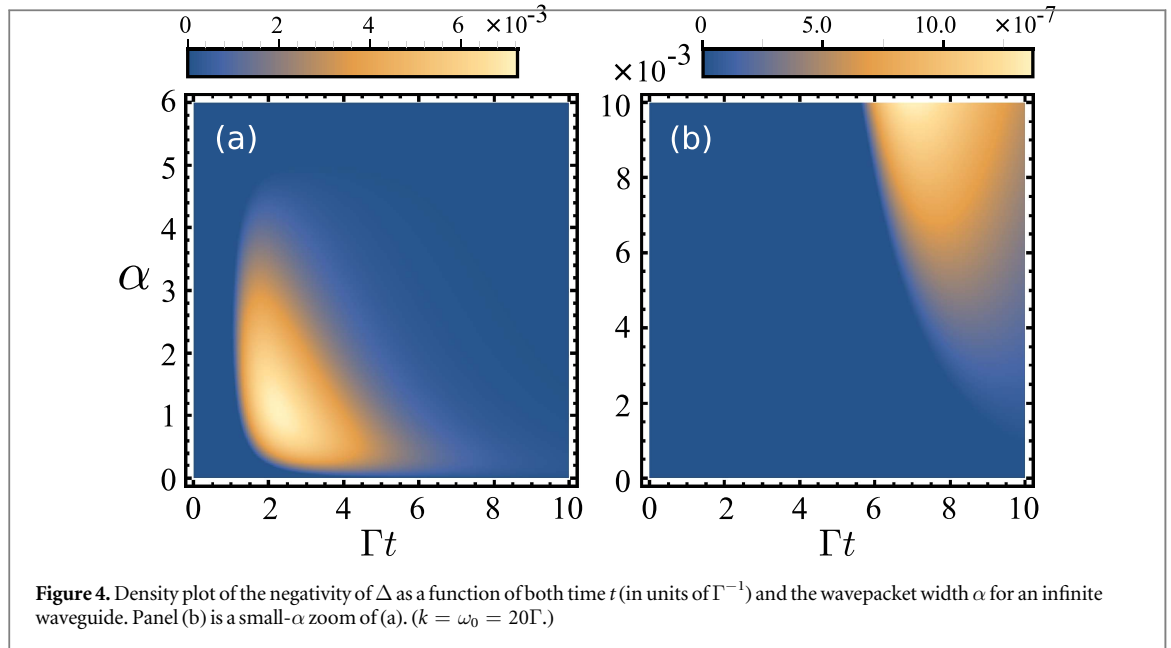 0 2 4 6 ×10⁻³
0 5.0 10.0 ×10⁻⁷
×10⁻³
(a)
(b)
6
5
4
3
2
1
0
α
10
8
6
4
2
0
0 2 4 6 8 10
0 2 4 6 8 10
Γt
Γt
Figure 4. Density plot of the negativity of Δ as a function of both time t (in units of Γ⁻¹) and the wavepacket width α for an infinite
waveguide. Panel (b) is a small-α zoom of (a). (k = ω₀ = 20Γ.)